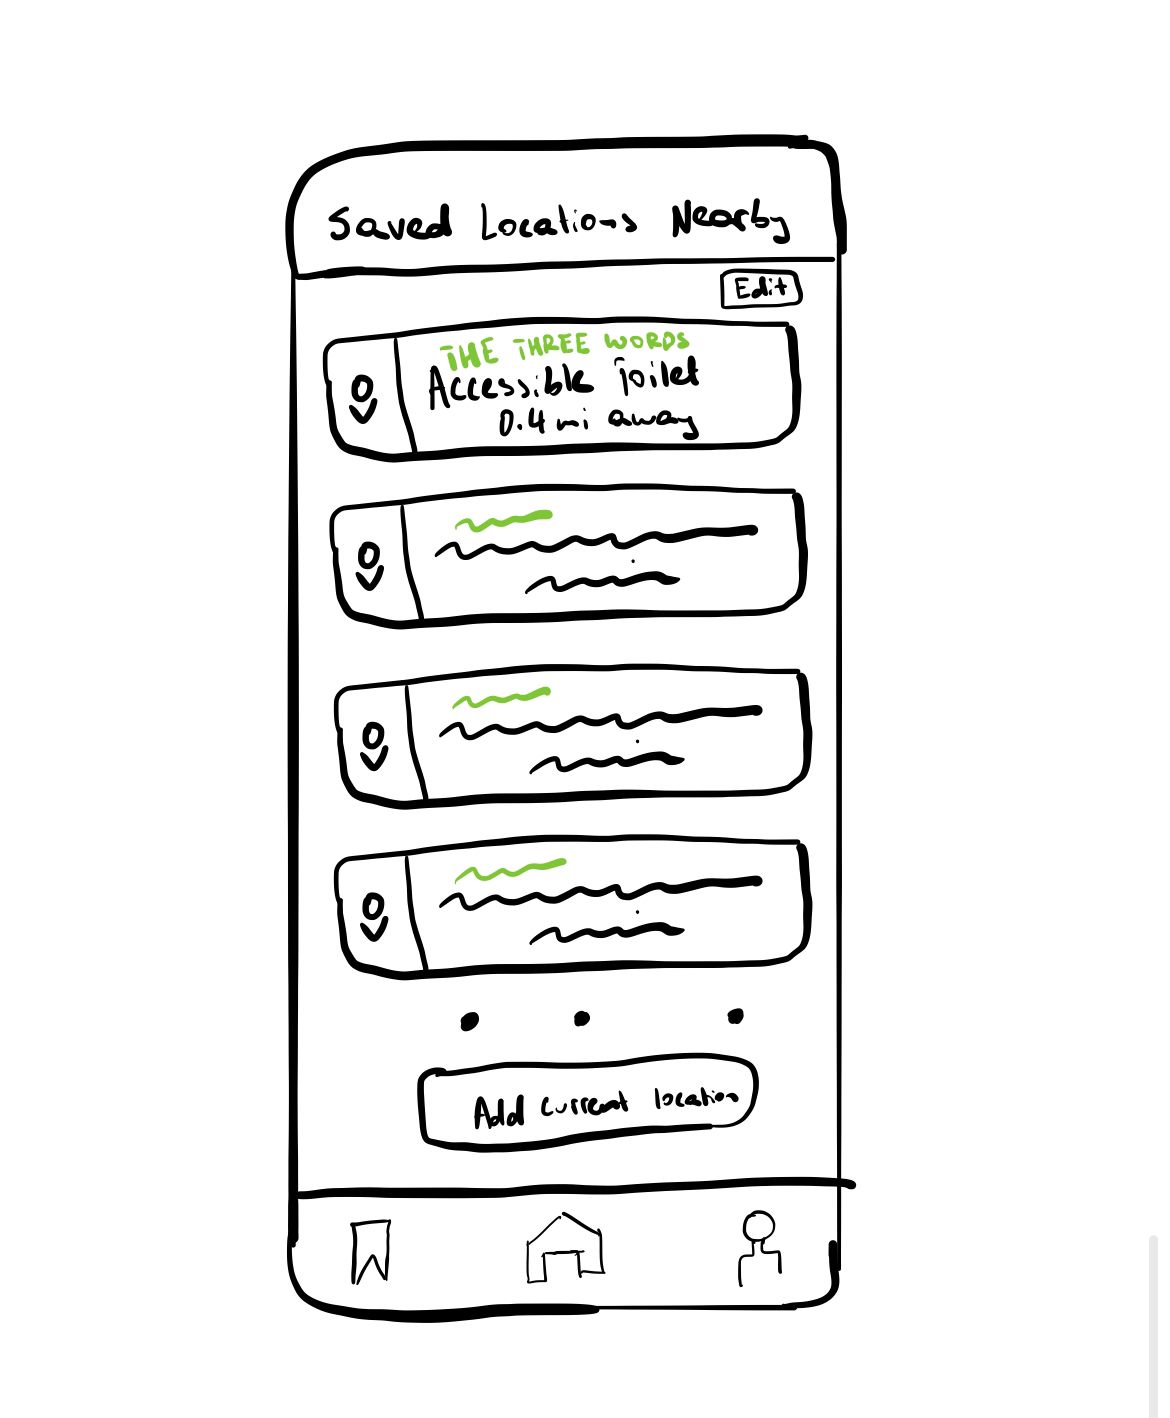 Saved Locations Nearby
Edit
THE THREE WORDS
Accessible Toilet
0.4 mi away
Add current location